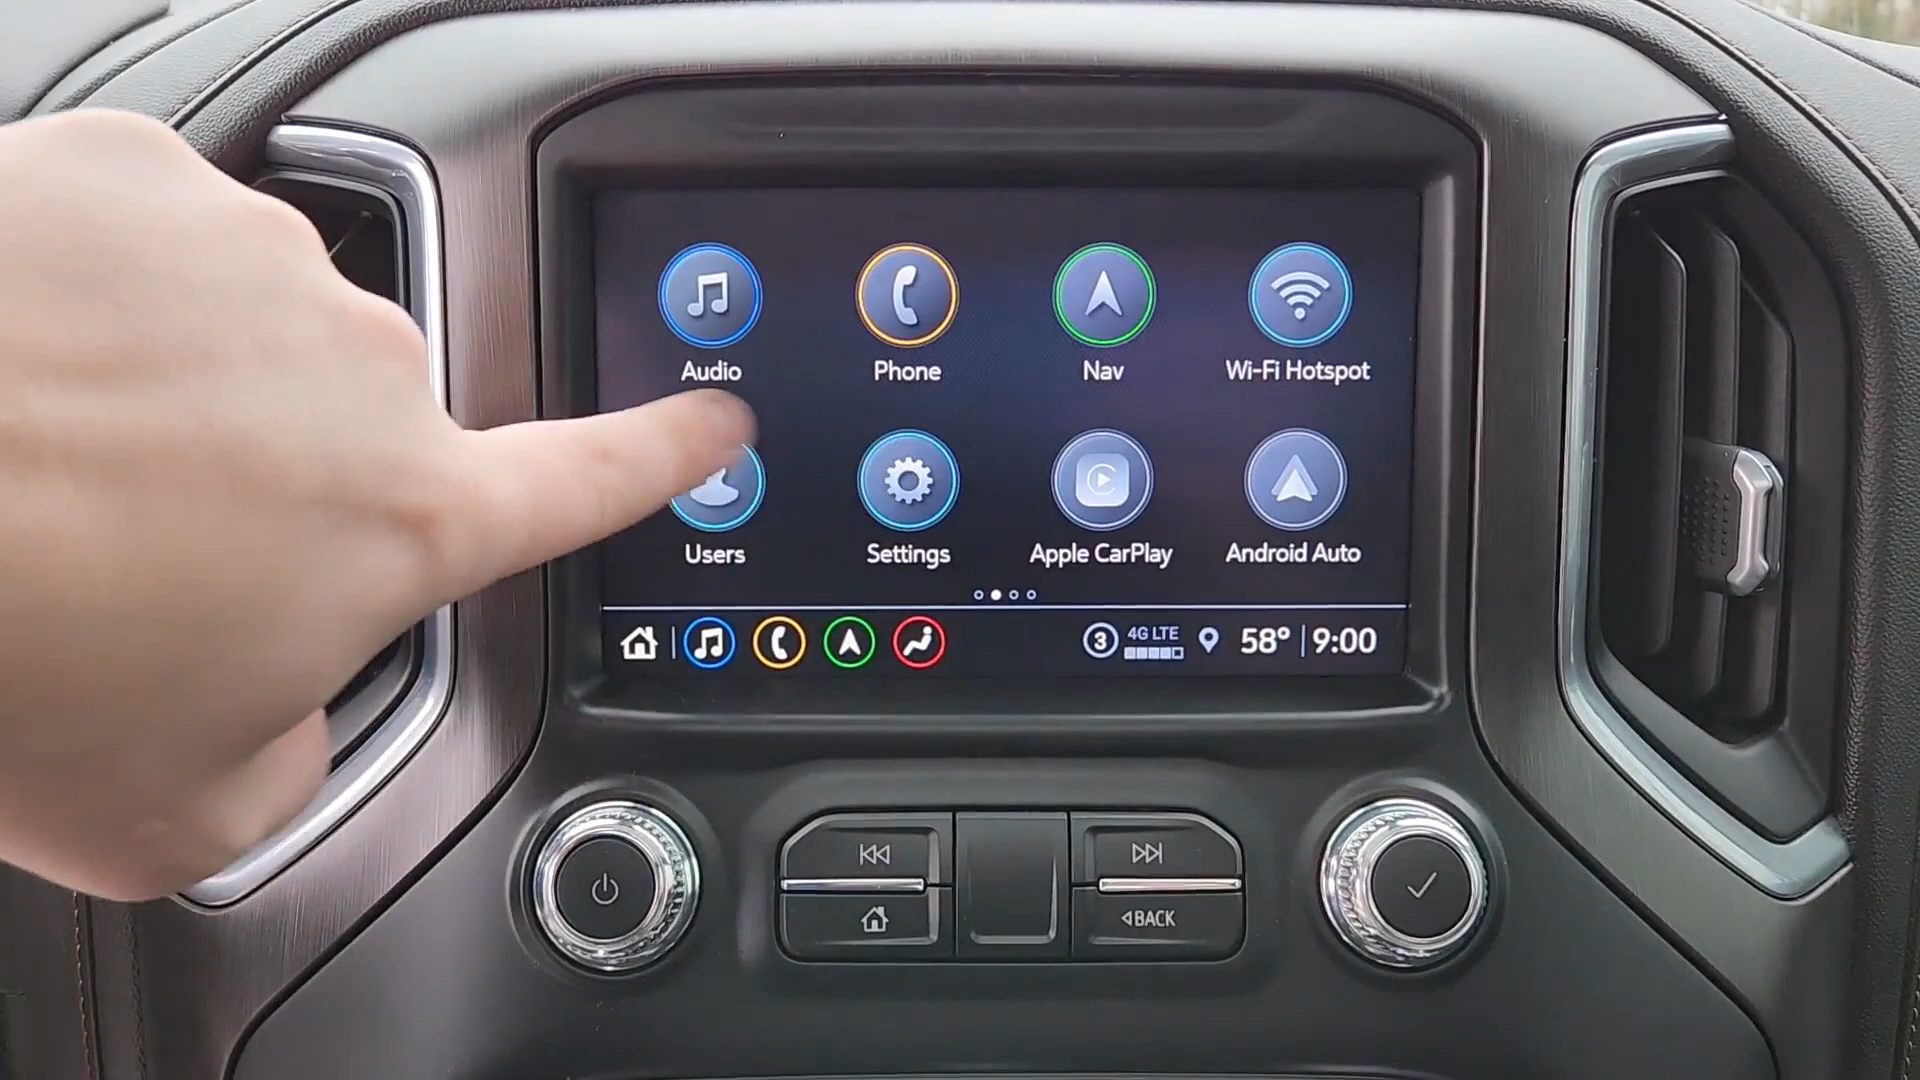 Audio Phone Nav Wi-Fi Hotspot
Users Settings Apple CarPlay Android Auto
3 4G LTE 58° 9:00
BACK